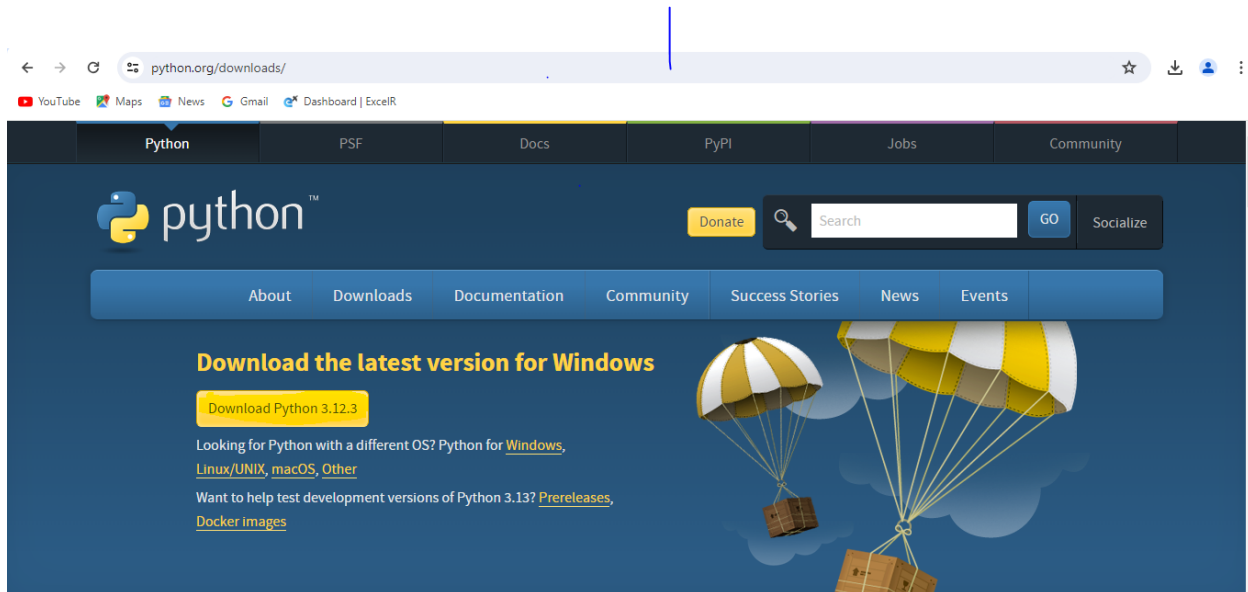 python.org/downloads/
YouTube Maps News Gmail Dashboard | ExcelR
Python PSF Docs PyPI Jobs Community
python™
Donate Search GO Socialize
About Downloads Documentation Community Success Stories News Events
Download the latest version for Windows
Download Python 3.12.3
Looking for Python with a different OS? Python for Windows,
Linux/UNIX, macOS, Other
Want to help test development versions of Python 3.13? Prereleases,
Docker images